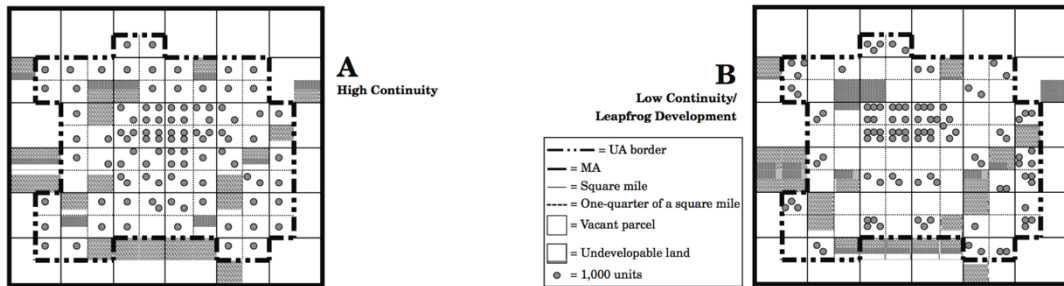 A
High Continuity
B
Low Continuity/
Leapfrog Development
= UA border
= MA
= Square mile
= One-quarter of a square mile
= Vacant parcel
= Undevelopable land
= 1,000 units